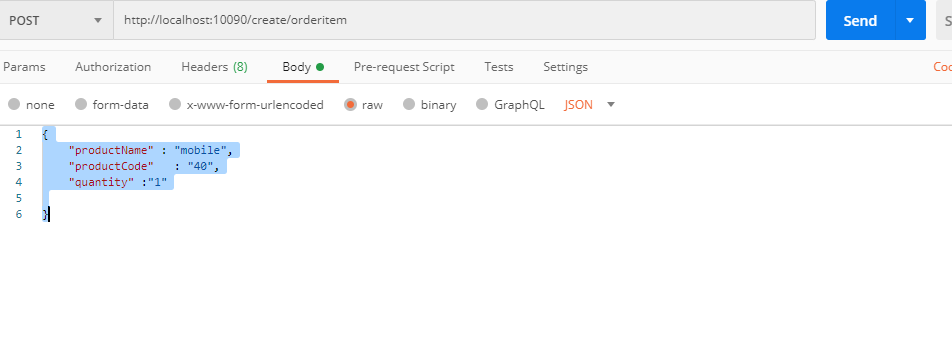 POST http://localhost:10090/create/orderitem Send S
Params Authorization Headers (8) Body Pre-request Script Tests Settings Coo
none form-data x-www-form-urlencoded raw binary GraphQL JSON
1 {
2 "productName" : "mobile",
3 "productCode" : "40",
4 "quantity" :"1"
5
6 }